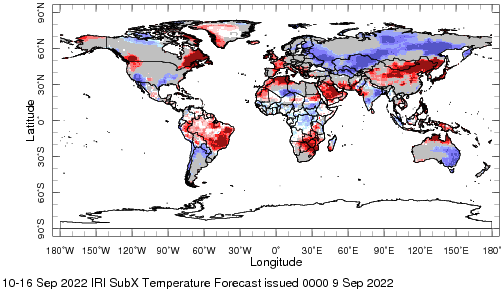 90°N
60°N
30°N
0°
30°S
60°S
90°S
Latitude
180°W 150°W 120°W 90°W 60°W 30°W 0° 30°E 60°E 90°E 120°E 150°E 180°E
Longitude
10-16 Sep 2022 IRI SubX Temperature Forecast issued 0000 9 Sep 2022